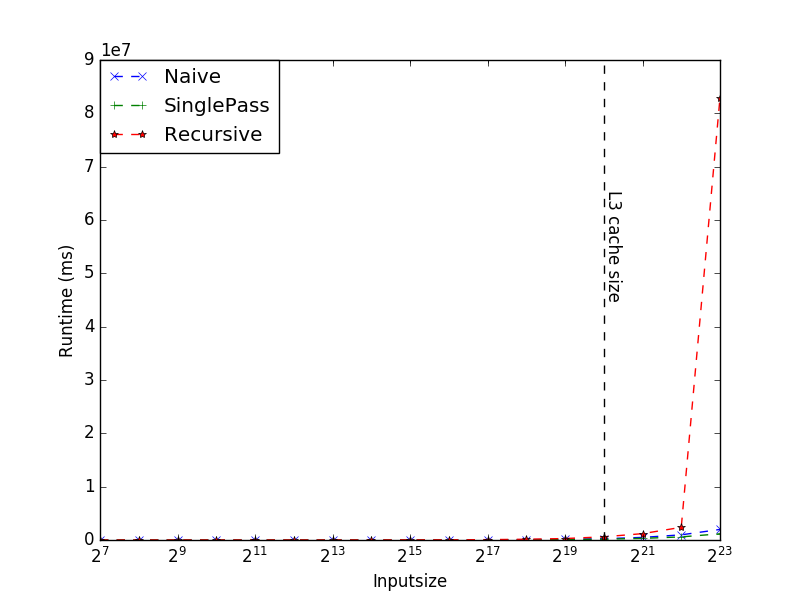 1e7
9
8
7
6
5
4
3
2
1
0
Naive
SinglePass
Recursive
L3 cache size
Runtime (ms)
2^7 2^9 2^11 2^13 2^15 2^17 2^19 2^21 2^23
Inputsize